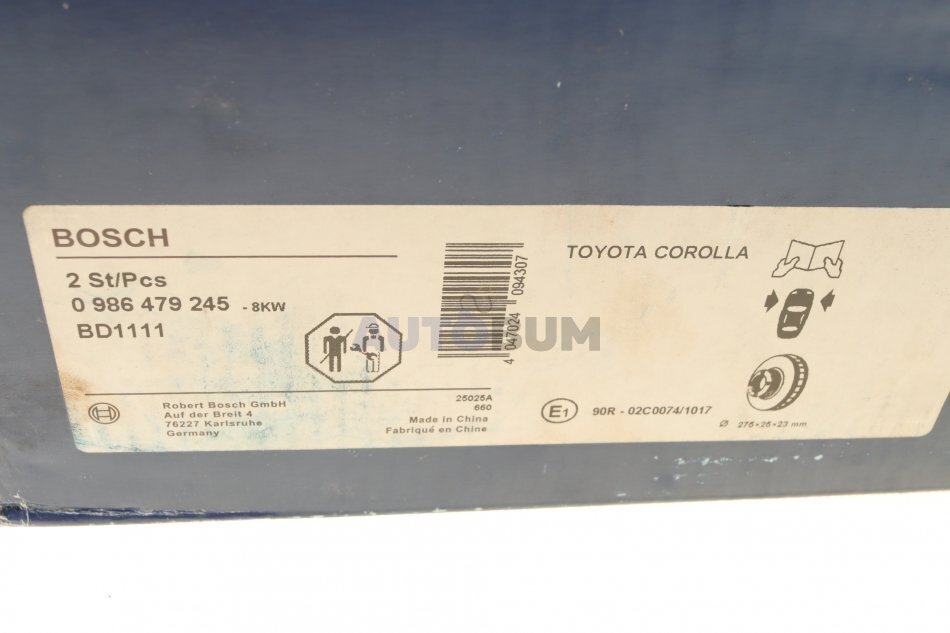 BOSCH
2 St/Pcs
0 986 479 245 - 8KW
BD1111
Robert Bosch GmbH
Auf der Breit 4
76227 Karlsruhe
Germany
25025A
660
Made in China
Fabriqué en Chine
4 047024 094307
TOYOTA COROLLA
E1 90R - 02C0074/1017
Ø 275×25×23 mm
AUTOBUM